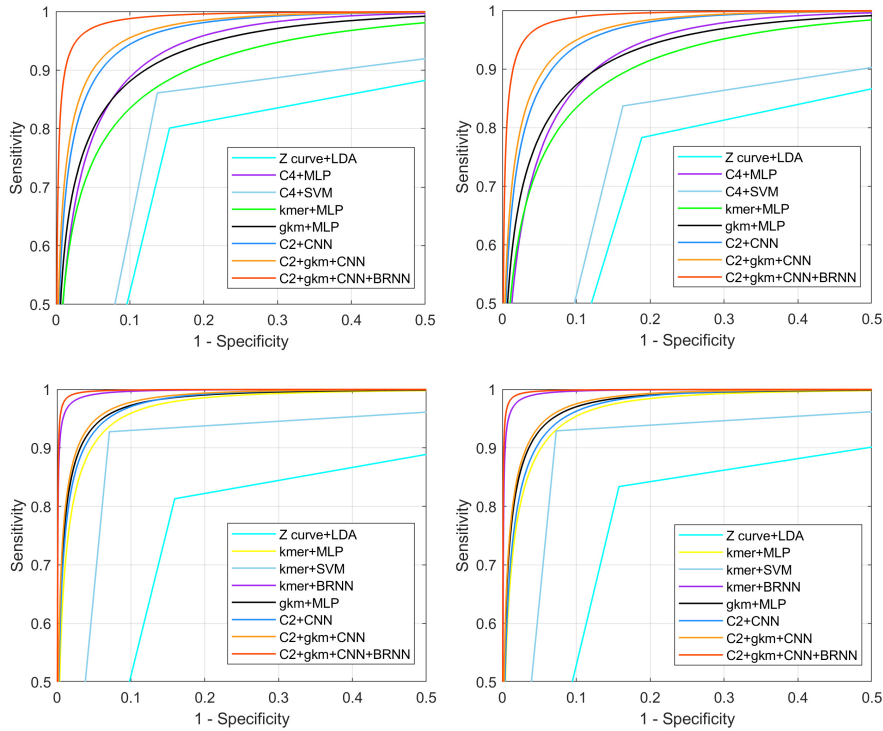 1
0.9
0.8
0.7
0.6
0.5
Sensitivity
Z curve+LDA
C4+MLP
C4+SVM
kmer+MLP
gkm+MLP
C2+CNN
C2+gkm+CNN
C2+gkm+CNN+BRNN
0 0.1 0.2 0.3 0.4 0.5
1 - Specificity
1
0.9
0.8
0.7
0.6
0.5
Sensitivity
Z curve+LDA
C4+MLP
C4+SVM
kmer+MLP
gkm+MLP
C2+CNN
C2+gkm+CNN
C2+gkm+CNN+BRNN
0 0.1 0.2 0.3 0.4 0.5
1 - Specificity
1
0.9
0.8
0.7
0.6
0.5
Sensitivity
Z curve+LDA
kmer+MLP
kmer+SVM
kmer+BRNN
gkm+MLP
C2+CNN
C2+gkm+CNN
C2+gkm+CNN+BRNN
0 0.1 0.2 0.3 0.4 0.5
1 - Specificity
1
0.9
0.8
0.7
0.6
0.5
Sensitivity
Z curve+LDA
kmer+MLP
kmer+SVM
kmer+BRNN
gkm+MLP
C2+CNN
C2+gkm+CNN
C2+gkm+CNN+BRNN
0 0.1 0.2 0.3 0.4 0.5
1 - Specificity